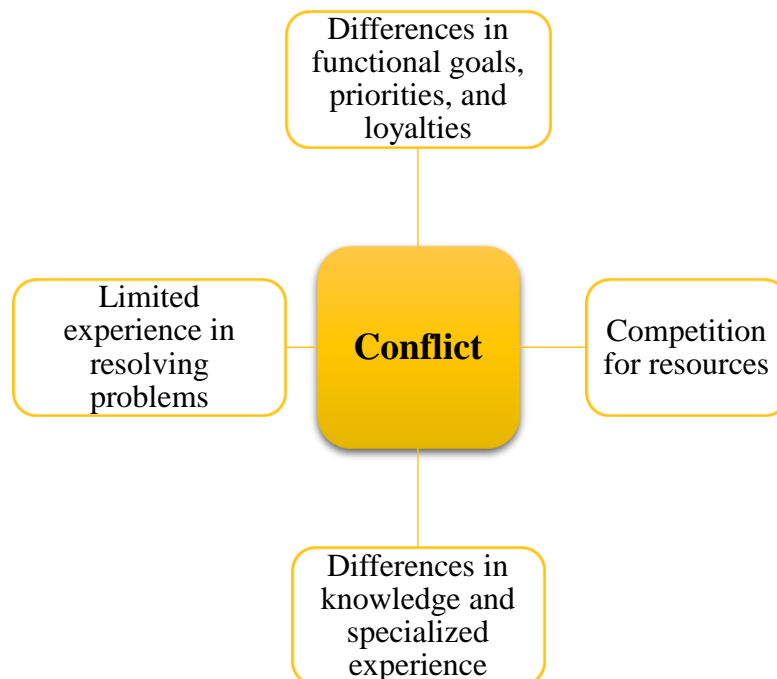 Differences in
functional goals,
priorities, and
loyalties
Limited
experience in
resolving
problems
Conflict
Competition
for resources
Differences in
knowledge and
specialized
experience